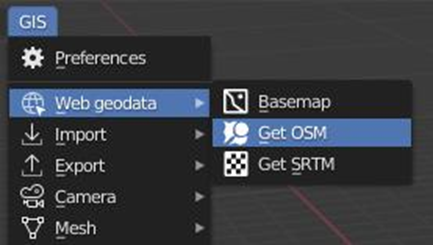 GIS
Preferences
Web geodata
Import
Export
Camera
Mesh
Basemap
Get OSM
Get SRTM